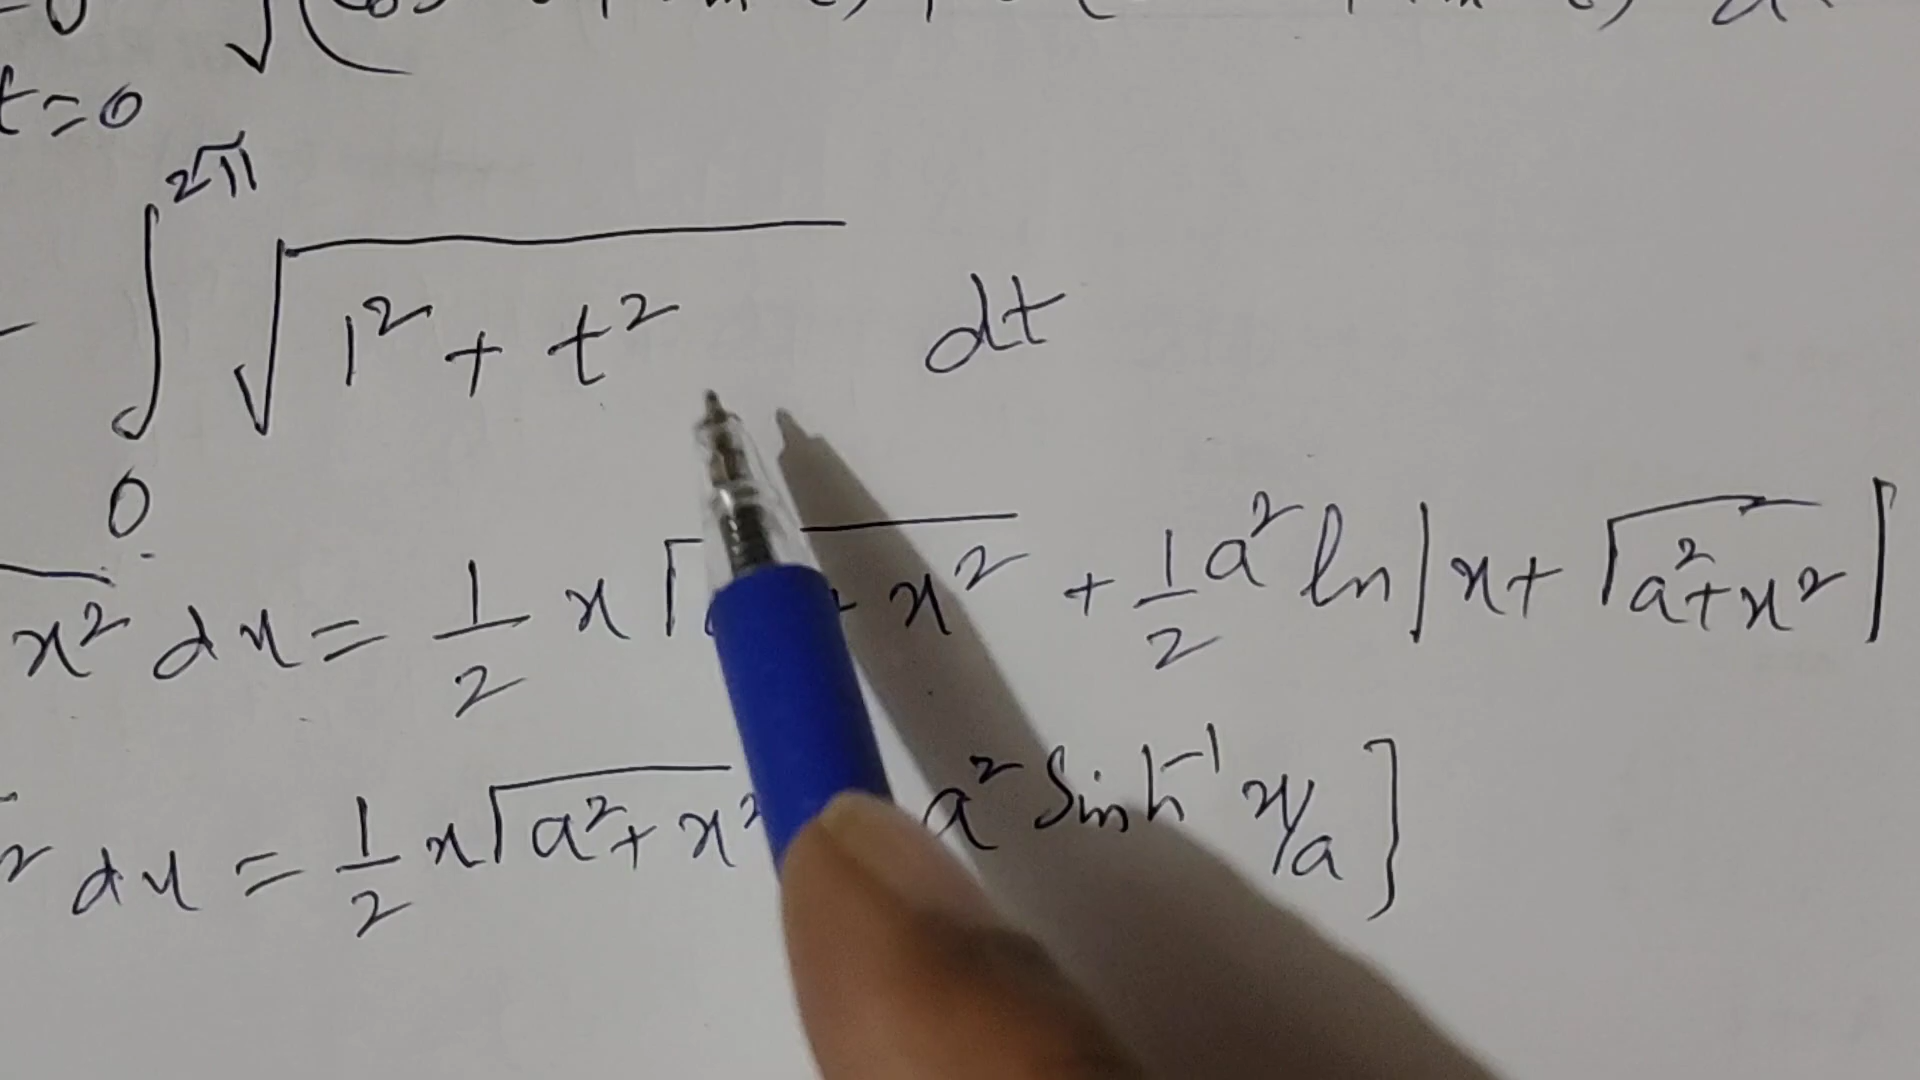 t=0
2π
∫ √(1² + t²) dt
0
x² dx = 1/2 x√ + x² + 1/2 a² ln|x+√(a²+x²)|
² dx = 1/2 x√(a²+x² a² Sinh⁻¹ x/a]